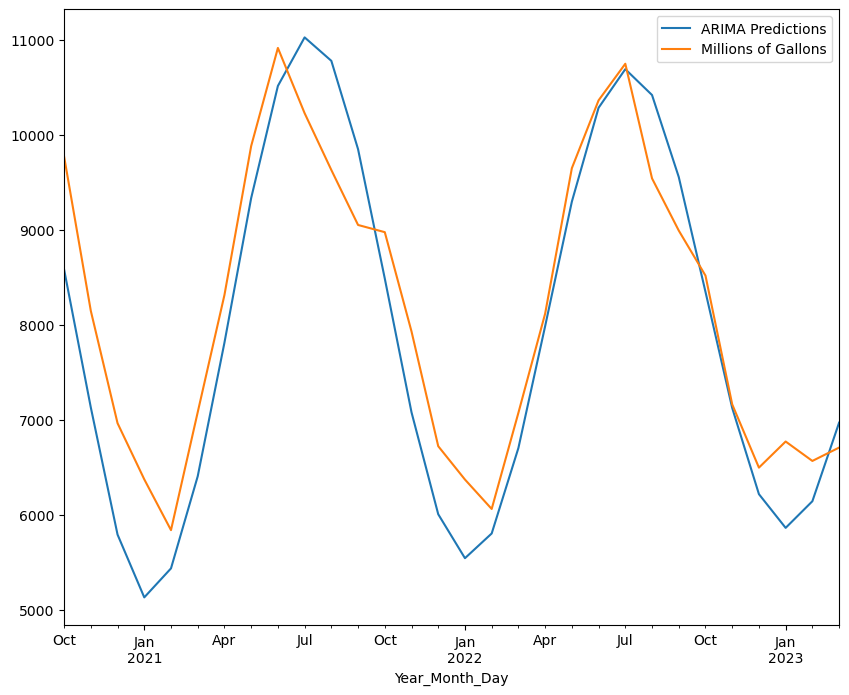 ARIMA Predictions
Millions of Gallons
11000
10000
9000
8000
7000
6000
5000
Oct Jan Apr Jul Oct Jan Apr Jul Oct Jan
2021 2022 2023
Year_Month_Day